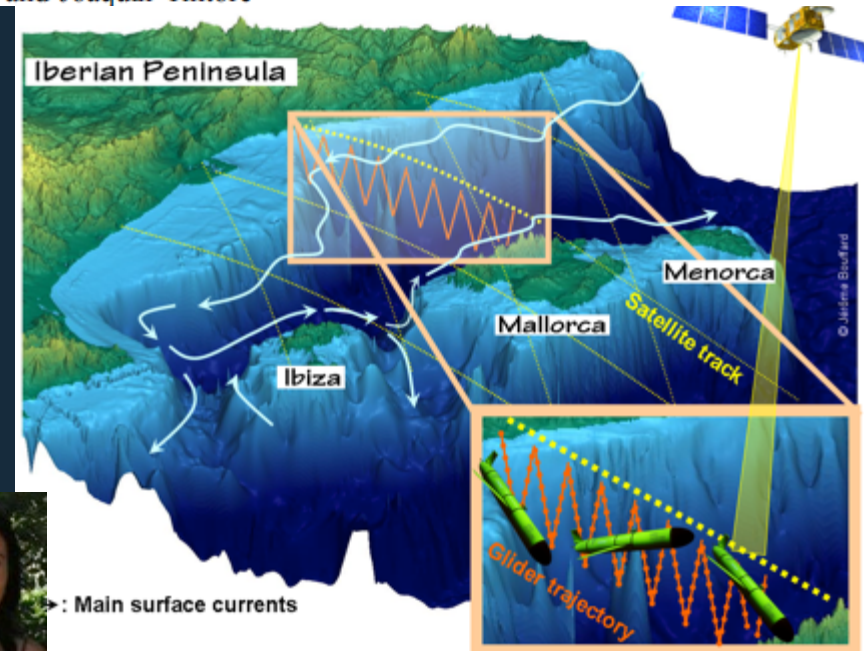 Iberian Peninsula
Menorca
Mallorca
Ibiza
Satellite track
© Jérôme Bouffard
Glider trajectory
: Main surface currents